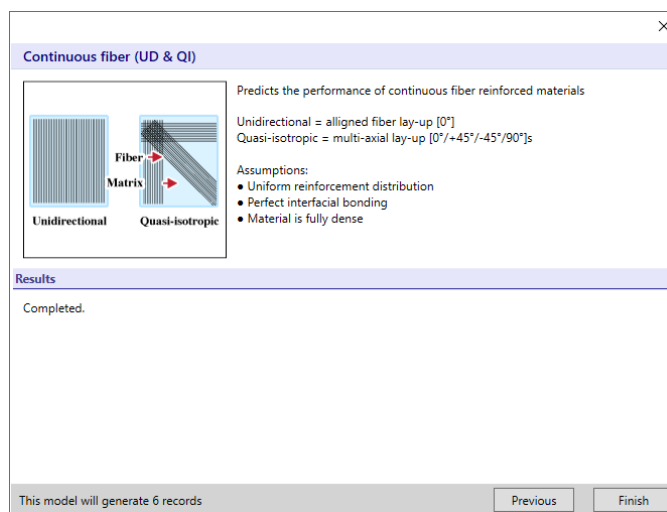 Continuous fiber (UD & QI)
Fiber
Matrix
Unidirectional
Quasi-isotropic
Predicts the performance of continuous fiber reinforced materials
Unidirectional = alligned fiber lay-up [0°]
Quasi-isotropic = multi-axial lay-up [0°/+45°/-45°/90°]s
Assumptions:
● Uniform reinforcement distribution
● Perfect interfacial bonding
● Material is fully dense
Results
Completed.
This model will generate 6 records
Previous
Finish